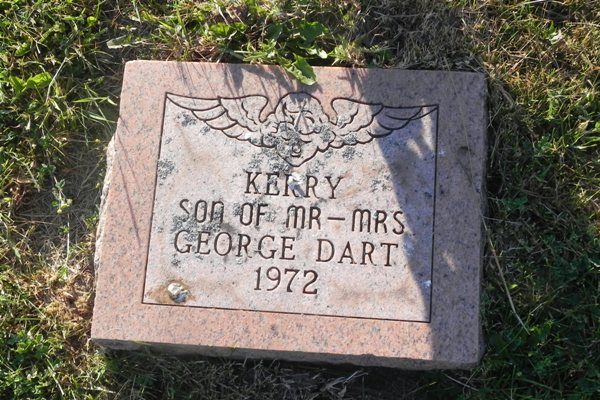 KERRY
SON OF MR-MRS
GEORGE DART
1972